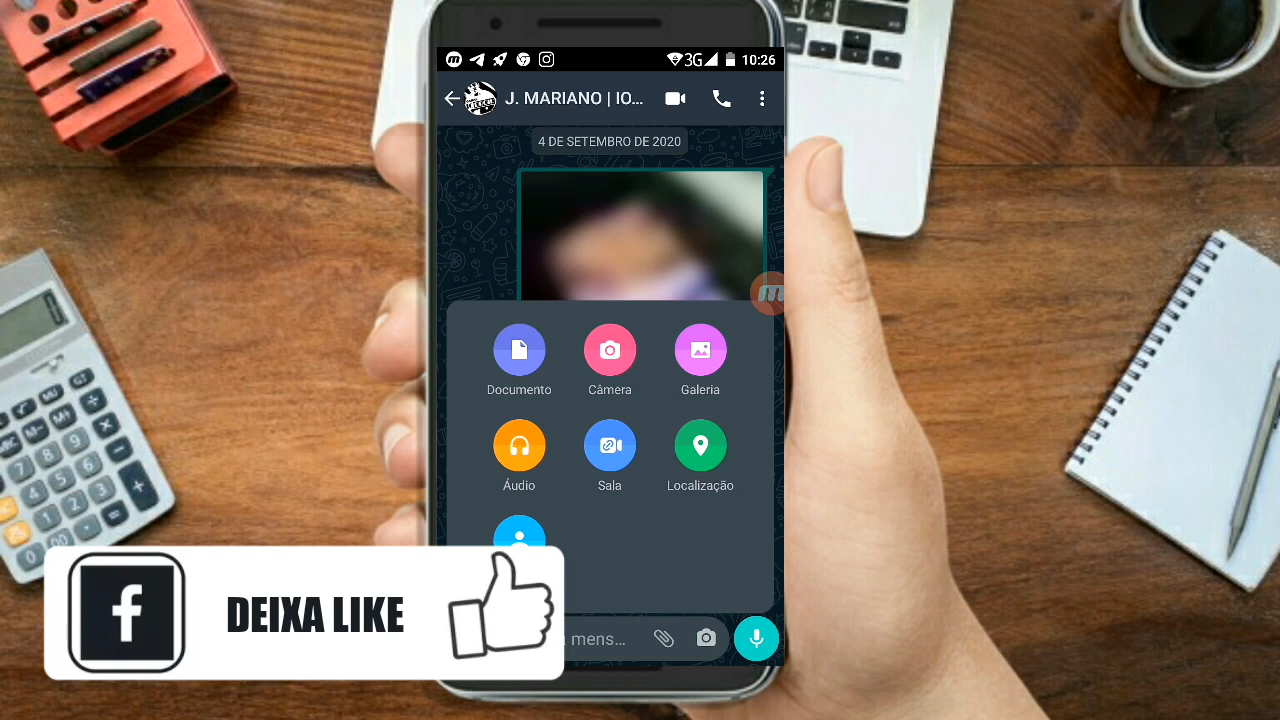 3G 10:26
J. MARIANO | IO...
4 DE SETEMBRO DE 2020
Documento Câmera Galeria
Áudio Sala Localização
mens...
DEIXA LIKE